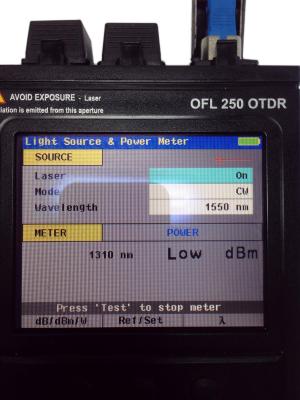 AVOID EXPOSURE - Laser
iation is emitted from this aperture
OFL 250 OTDR
Light Source & Power Meter
SOURCE
Laser On
Mode CW
Wavelength 1550 nm
METER POWER
1310 nm Low dBm
Press 'Test' to stop meter
dB/dBm/W Ref/Set λ